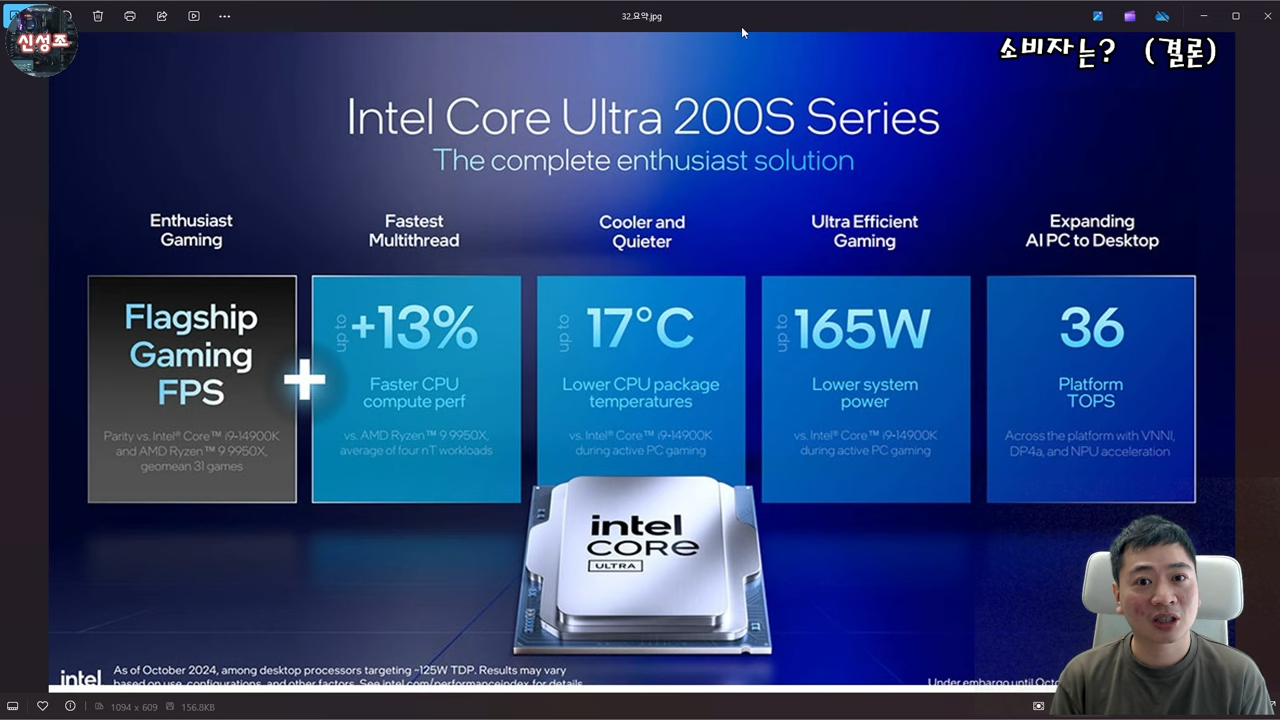 32.요약.jpg
신성조
소비자는? (결론)
Intel Core Ultra 200S Series
The complete enthusiast solution
Enthusiast
Gaming
Flagship
Gaming
FPS
Parity vs. Intel® Core™ i9-14900K
and AMD Ryzen™ 9 9950X,
geomean 31 games
Fastest
Multithread
up to +13%
Faster CPU
compute perf
vs. AMD Ryzen™ 9 9950X,
average of four nT workloads
Cooler and
Quieter
up to 17°C
Lower CPU package
temperatures
vs. Intel® Core™ i9-14900K
during active PC gaming
Ultra Efficient
Gaming
up to 165W
Lower system
power
vs. Intel® Core™ i9-14900K
during active PC gaming
Expanding
AI PC to Desktop
36
Platform
TOPS
Across the platform with VNNI,
DP4a, and NPU acceleration
+
intel
CORE
ULTRA
intel
As of October 2024, among desktop processors targeting ~125W TDP. Results may vary
based on use, configurations, and other factors. See intel.com/performanceindex for details
Under embargo until
1094 x 609
156.8KB